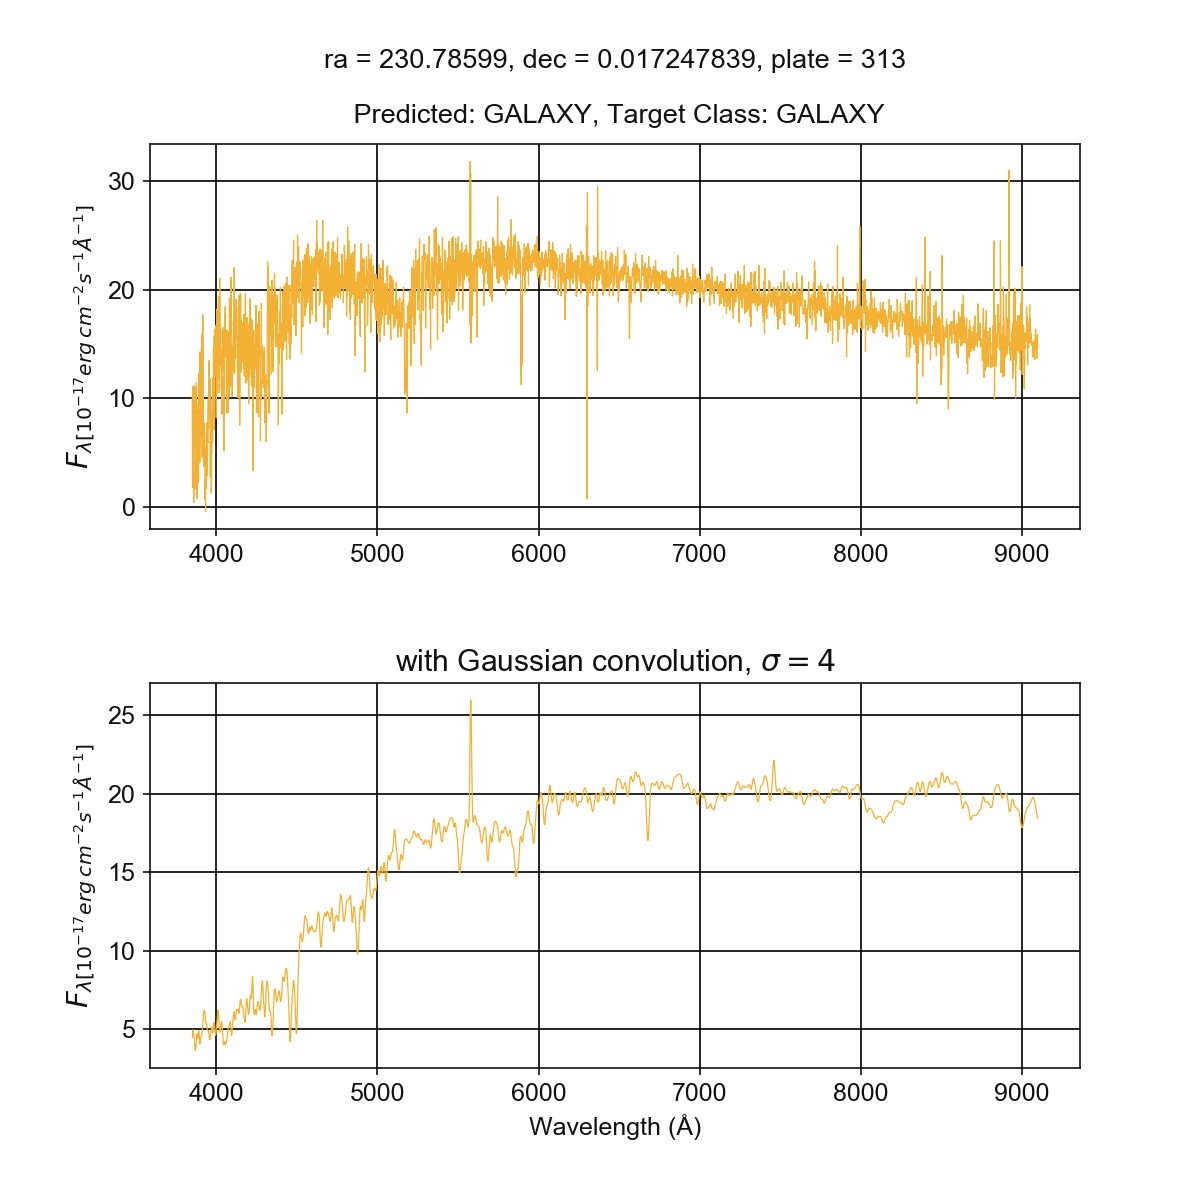 ra = 230.78599, dec = 0.017247839, plate = 313
Predicted: GALAXY, Target Class: GALAXY
30
20
10
0
F_λ[10⁻¹⁷erg cm⁻²s⁻¹Å⁻¹]
4000 5000 6000 7000 8000 9000
with Gaussian convolution, σ = 4
25
20
15
10
5
F_λ[10⁻¹⁷erg cm⁻²s⁻¹Å⁻¹]
4000 5000 6000 7000 8000 9000
Wavelength (Å)